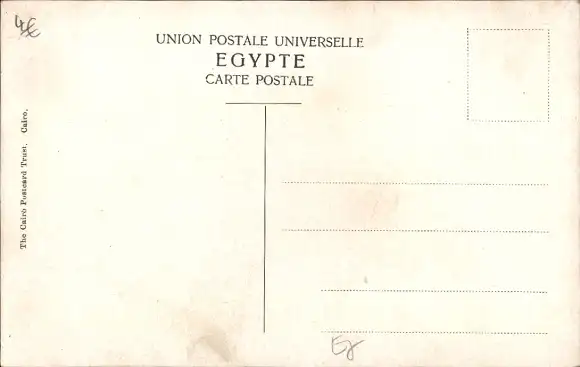 4€
UNION POSTALE UNIVERSELLE
EGYPTE
CARTE POSTALE
The Cairo Postcard Trust. Cairo.